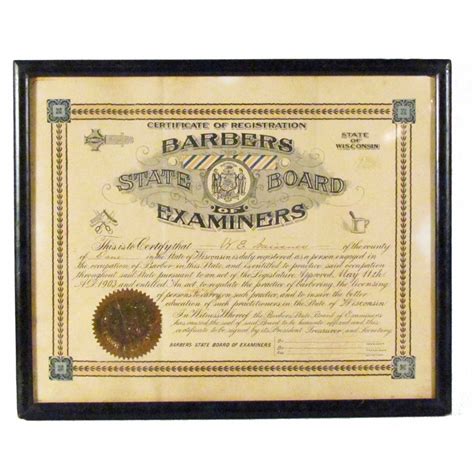 CERTIFICATE OF REGISTRATION
BARBERS
STATE OF WISCONSIN
STATE BOARD
OF
EXAMINERS
This is to Certify that W. E. of the county
of Dane in the State of Wisconsin is duly registered as a person engaged in
the occupation of Barber in this State and is entitled to practice said occupation
throughout said State pursuant to an act of the Legislature approved, May 11th,
A.D. 1903 and entitled "An act to regulate the practice of barbering, the licensing
of persons to carry on such practice, and to insure the better
education of such practitioners in the State of Wisconsin.
In Witness Whereof the Barbers State Board of Examiners
has caused the seal of said Board to be hereunto affixed and this
certificate to be signed by its President Treasurer and Secretary
BARBERS STATE BOARD OF EXAMINERS